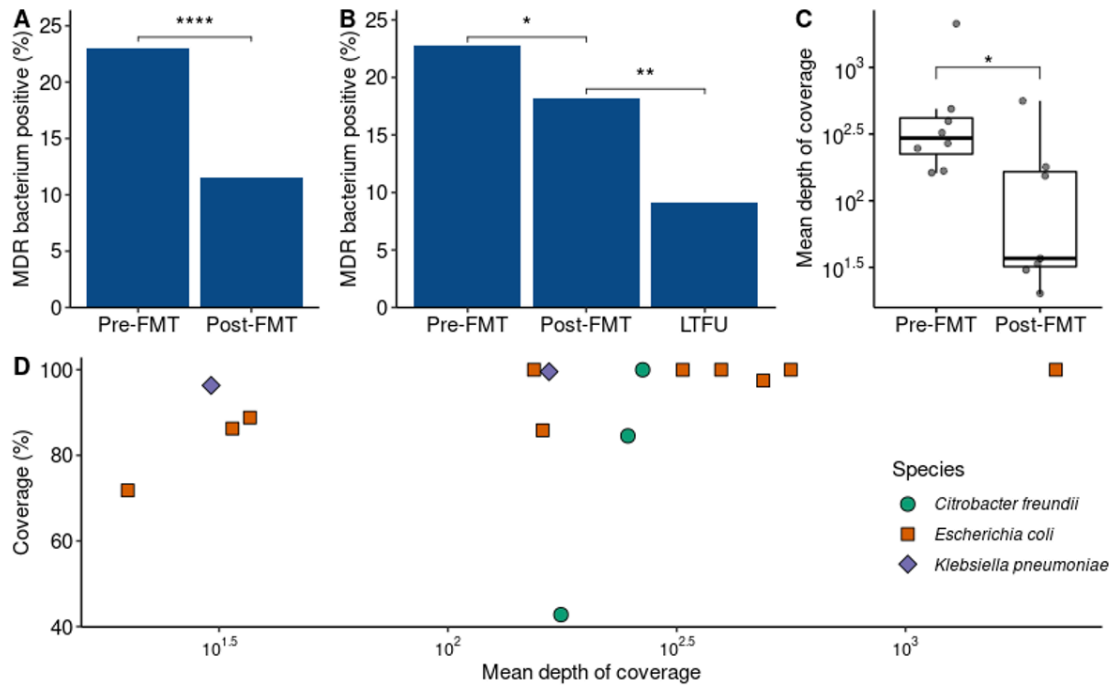 A
MDR bacterium positive (%)
25
20
15
10
5
0
****
Pre-FMT
Post-FMT
B
MDR bacterium positive (%)
25
20
15
10
5
0
*
**
Pre-FMT
Post-FMT
LTFU
C
Mean depth of coverage
10^3
10^2.5
10^2
10^1.5
*
Pre-FMT
Post-FMT
D
Coverage (%)
100
80
60
40
10^1.5
10^2
10^2.5
10^3
Mean depth of coverage
Species
Citrobacter freundii
Escherichia coli
Klebsiella pneumoniae